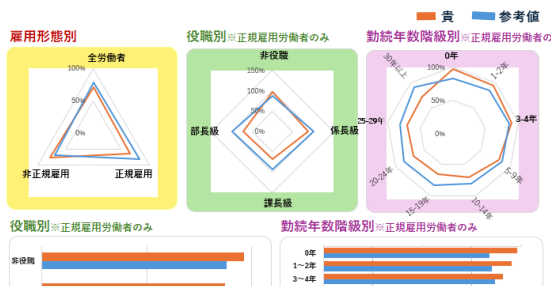 貴 参考値
雇用形態別
役職別※正規雇用労働者のみ
勤続年数階級別※正規雇用労働者の
全労働者
100%
50%
0%
非正規雇用 正規雇用
非役職
150%
100%
50%
0%
部長級
係長級
課長級
0年
1-2年
3-4年
5-9年
10-14年
15-19年
20-24年
25-29年
30年以上
100%
50%
0%
役職別※正規雇用労働者のみ
勤続年数階級別※正規雇用労働者のみ
非役職
0年
1〜2年
3〜4年